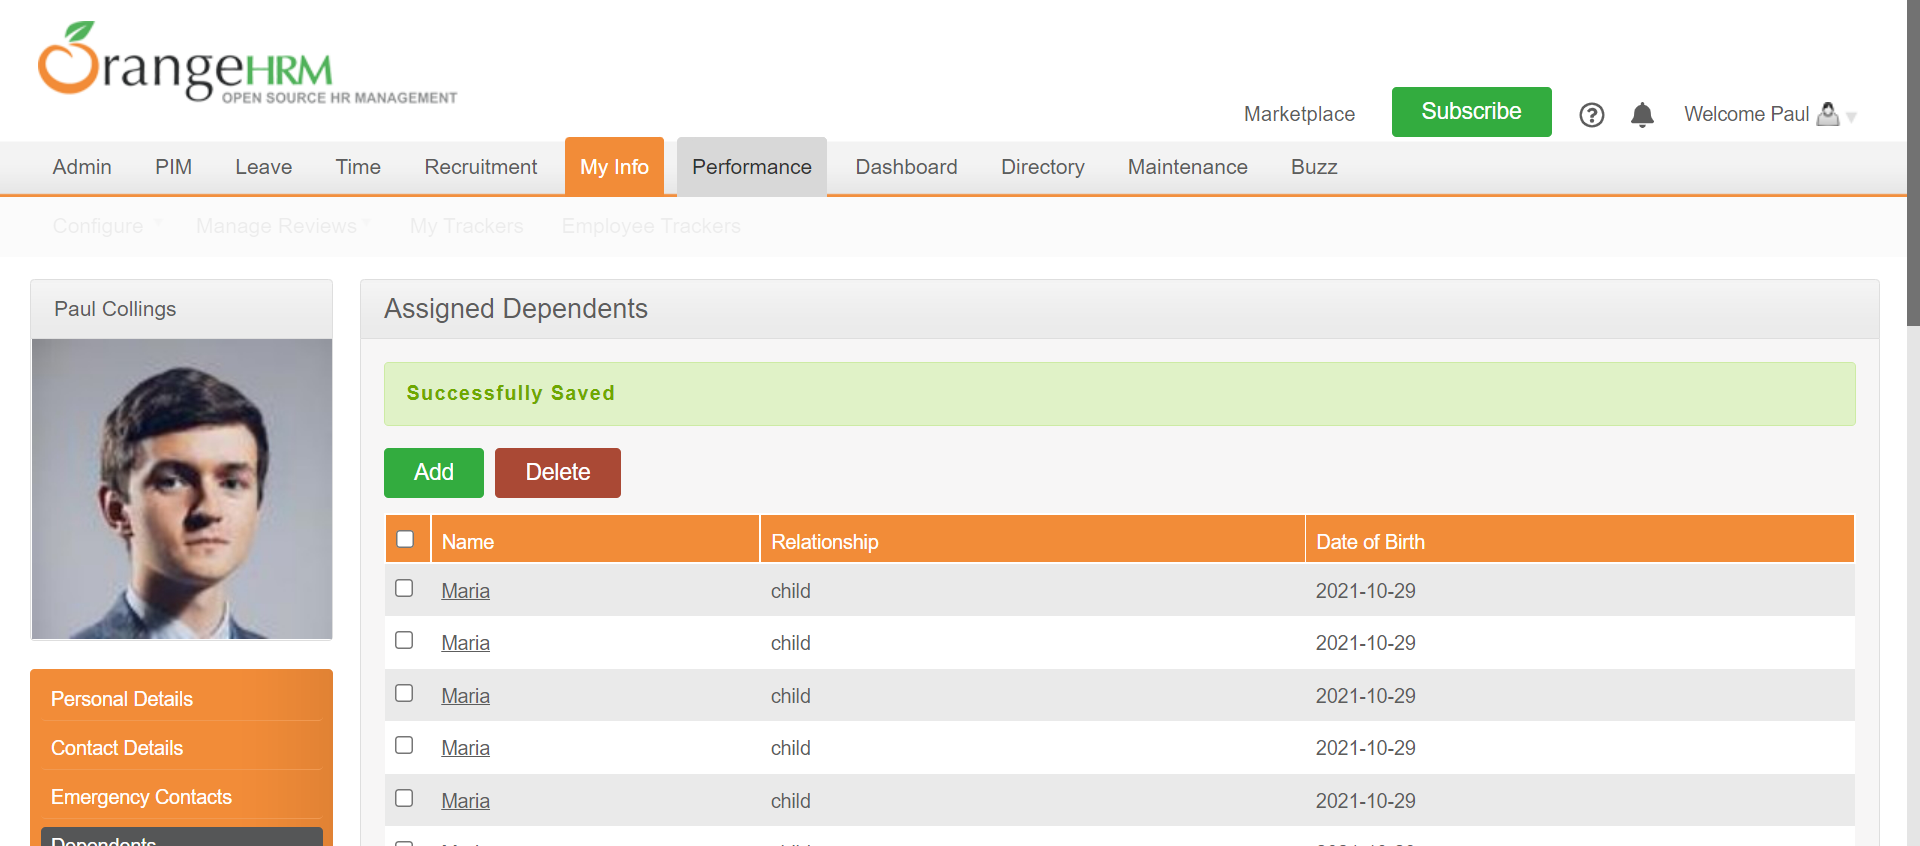 OrangeHRM
OPEN SOURCE HR MANAGEMENT
Marketplace Subscribe Welcome Paul
Admin PIM Leave Time Recruitment My Info Performance Dashboard Directory Maintenance Buzz
Configure Manage Reviews My Trackers Employee Trackers
Paul Collings
Assigned Dependents
Successfully Saved
Add Delete
Name Relationship Date of Birth
Maria child 2021-10-29
Maria child 2021-10-29
Maria child 2021-10-29
Maria child 2021-10-29
Maria child 2021-10-29
Personal Details
Contact Details
Emergency Contacts
Dependents